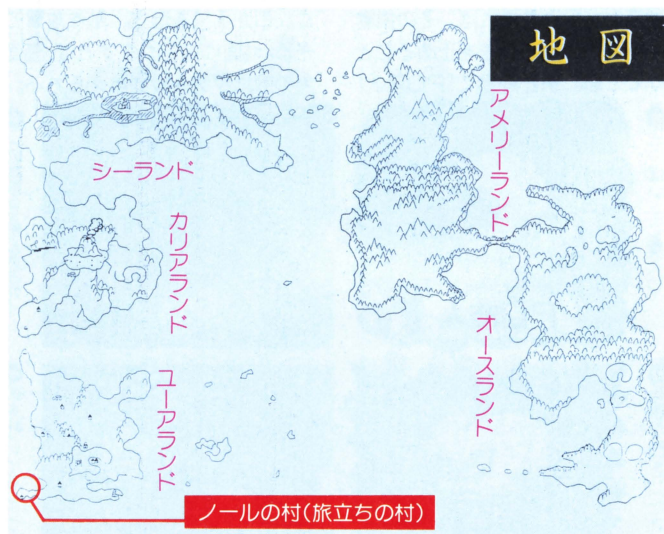 地図
アメリーランド
シーランド
カリアランド
オースランド
ユーアランド
ノールの村(旅立ちの村)